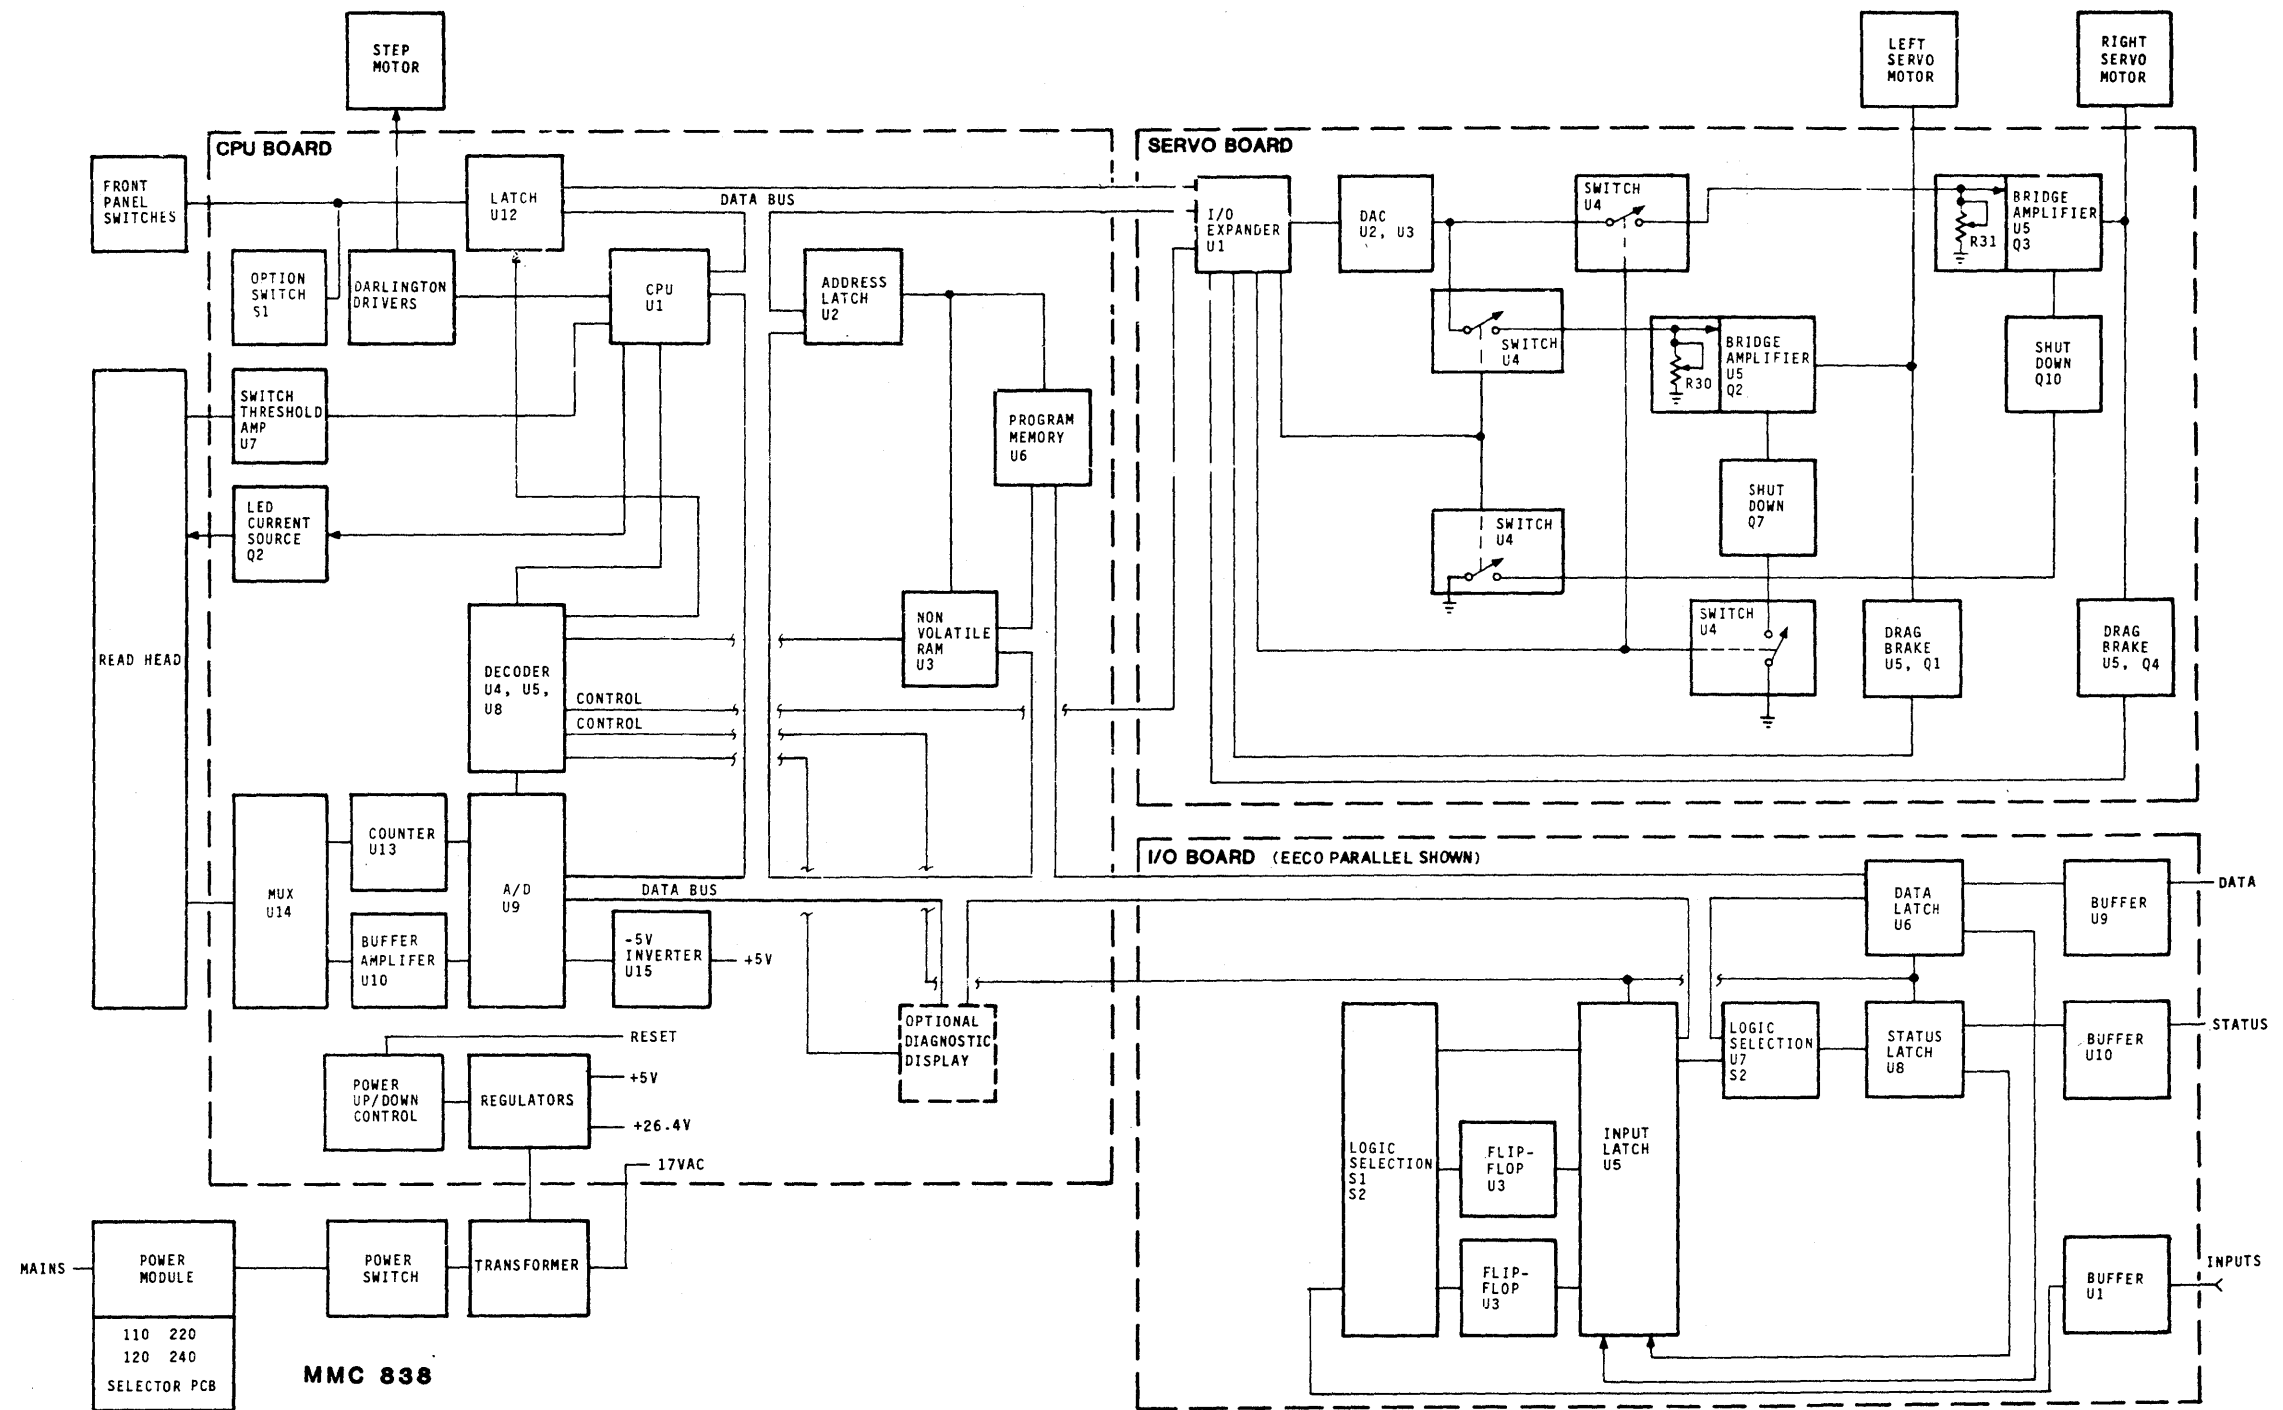 STEP
MOTOR
LEFT
SERVO
MOTOR
RIGHT
SERVO
MOTOR
CPU BOARD
SERVO BOARD
FRONT
PANEL
SWITCHES
LATCH
U12
DATA BUS
I/O
EXPANDER
U1
DAC
U2, U3
SWITCH
U4
R31
BRIDGE
AMPLIFIER
U5
Q3
OPTION
SWITCH
S1
DARLINGTON
DRIVERS
CPU
U1
ADDRESS
LATCH
U2
SWITCH
U4
R30
BRIDGE
AMPLIFIER
U5
Q2
SHUT
DOWN
Q10
SWITCH
THRESHOLD
AMP
U7
PROGRAM
MEMORY
U6
LED
CURRENT
SOURCE
Q2
SWITCH
U4
SHUT
DOWN
Q7
READ HEAD
DECODER
U4, U5,
U8
NON
VOLATILE
RAM
U3
SWITCH
U4
DRAG
BRAKE
U5, Q1
DRAG
BRAKE
U5, Q4
CONTROL
CONTROL
MUX
U14
COUNTER
U13
A/D
U9
DATA BUS
BUFFER
AMPLIFER
U10
-5V
INVERTER
U15
+5V
I/O BOARD (EECO PARALLEL SHOWN)
DATA
LATCH
U6
BUFFER
U9
DATA
OPTIONAL
DIAGNOSTIC
DISPLAY
LOGIC
SELECTION
U7
S2
STATUS
LATCH
U8
BUFFER
U10
STATUS
RESET
POWER
UP/DOWN
CONTROL
REGULATORS
+5V
+26.4V
17VAC
LOGIC
SELECTION
S1
S2
FLIP-
FLOP
U3
INPUT
LATCH
U5
FLIP-
FLOP
U3
BUFFER
U1
INPUTS
MAINS
POWER
MODULE
POWER
SWITCH
TRANSFORMER
110 220
120 240
SELECTOR PCB
MMC 838